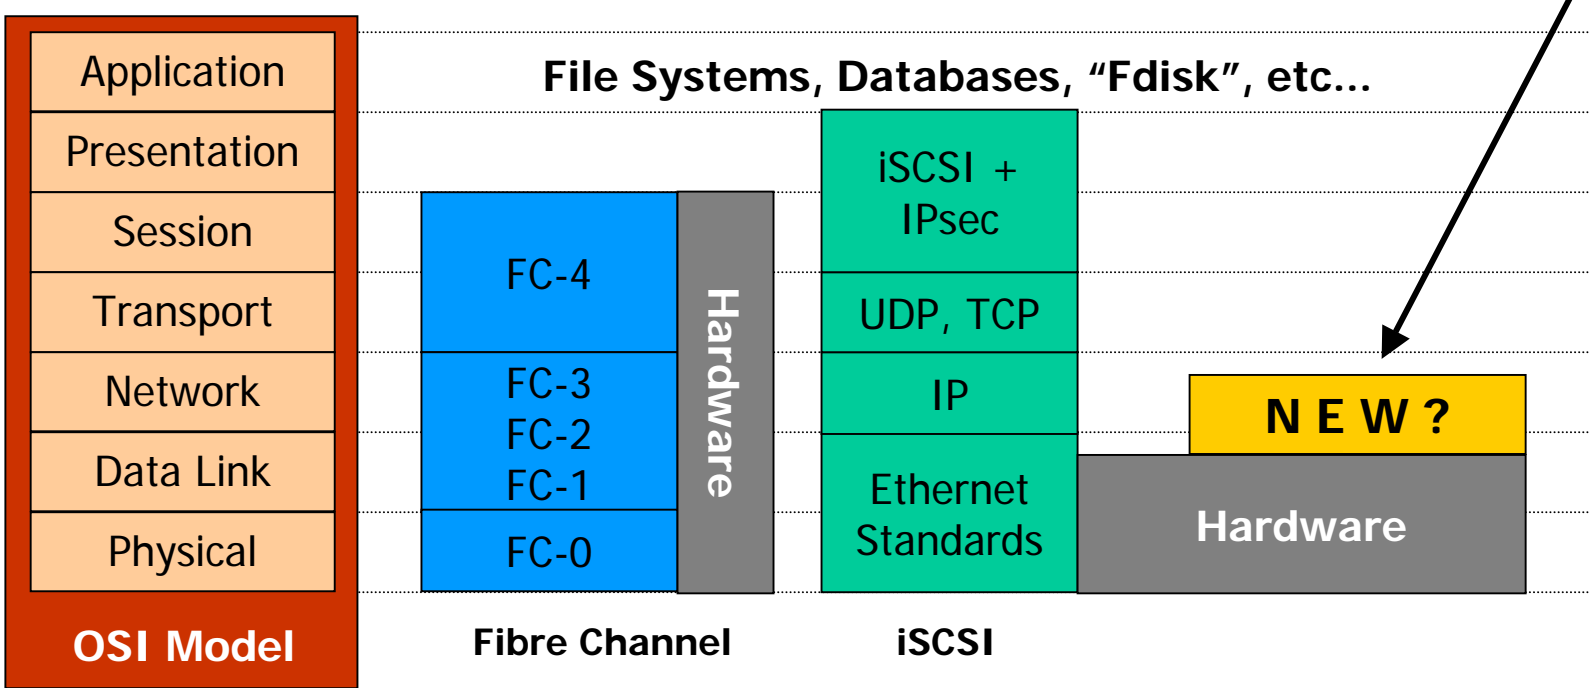 Application
Presentation
Session
Transport
Network
Data Link
Physical
OSI Model
File Systems, Databases, “Fdisk”, etc…
FC-4
FC-3
FC-2
FC-1
FC-0
Hardware
Fibre Channel
iSCSI +
IPsec
UDP, TCP
IP
Ethernet
Standards
iSCSI
N E W ?
Hardware